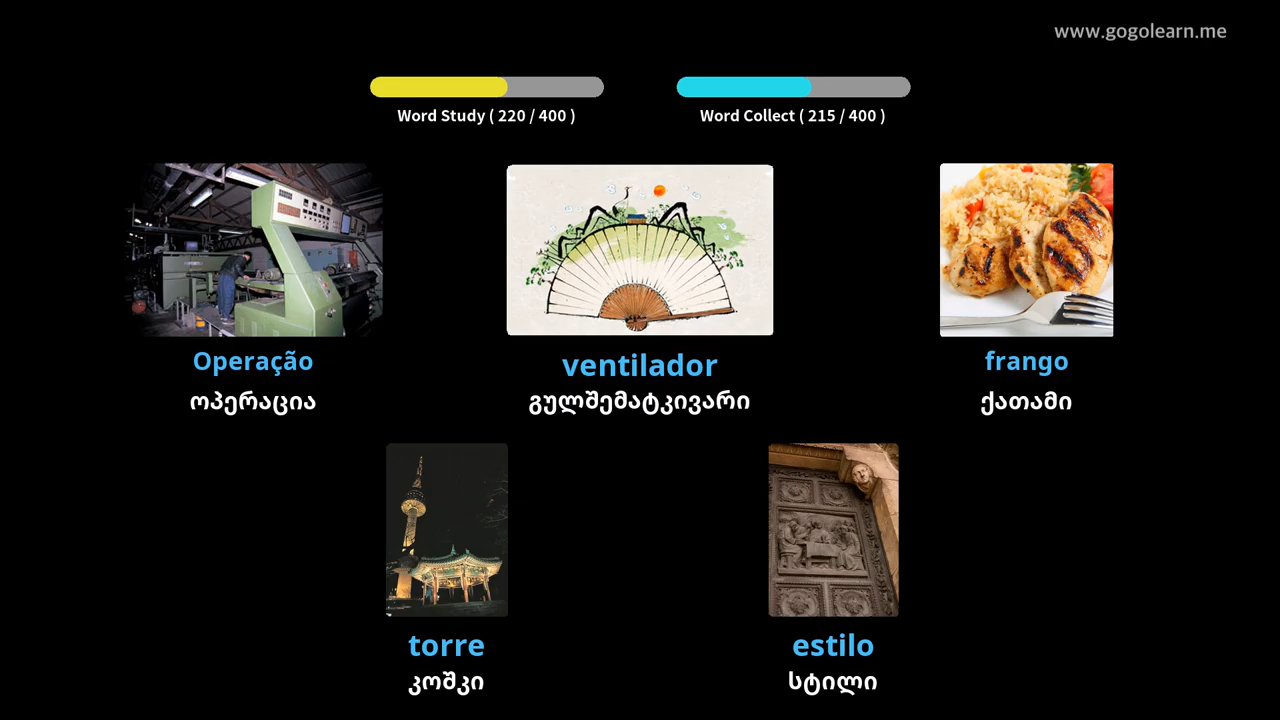 www.gogolearn.me
Word Study ( 220 / 400 )
Word Collect ( 215 / 400 )
Operação
ოპერაცია
ventilador
გულშემატკივარი
frango
ქათამი
torre
კოშკი
estilo
სტილი